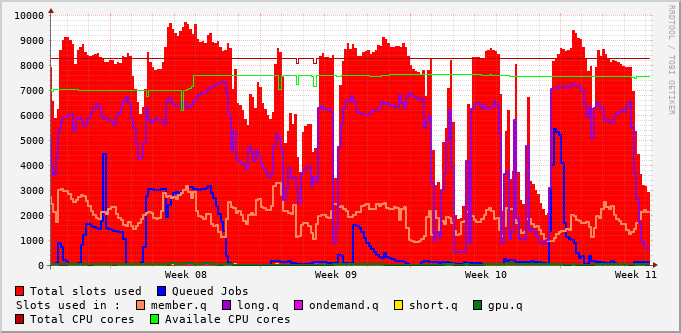 10000
9000
8000
7000
6000
5000
4000
3000
2000
1000
0
Week 08 Week 09 Week 10 Week 11
Total slots used Queued Jobs
Slots used in : member.q long.q ondemand.q short.q gpu.q
Total CPU cores Availale CPU cores
RRDTOOL / TOBI OETIKER